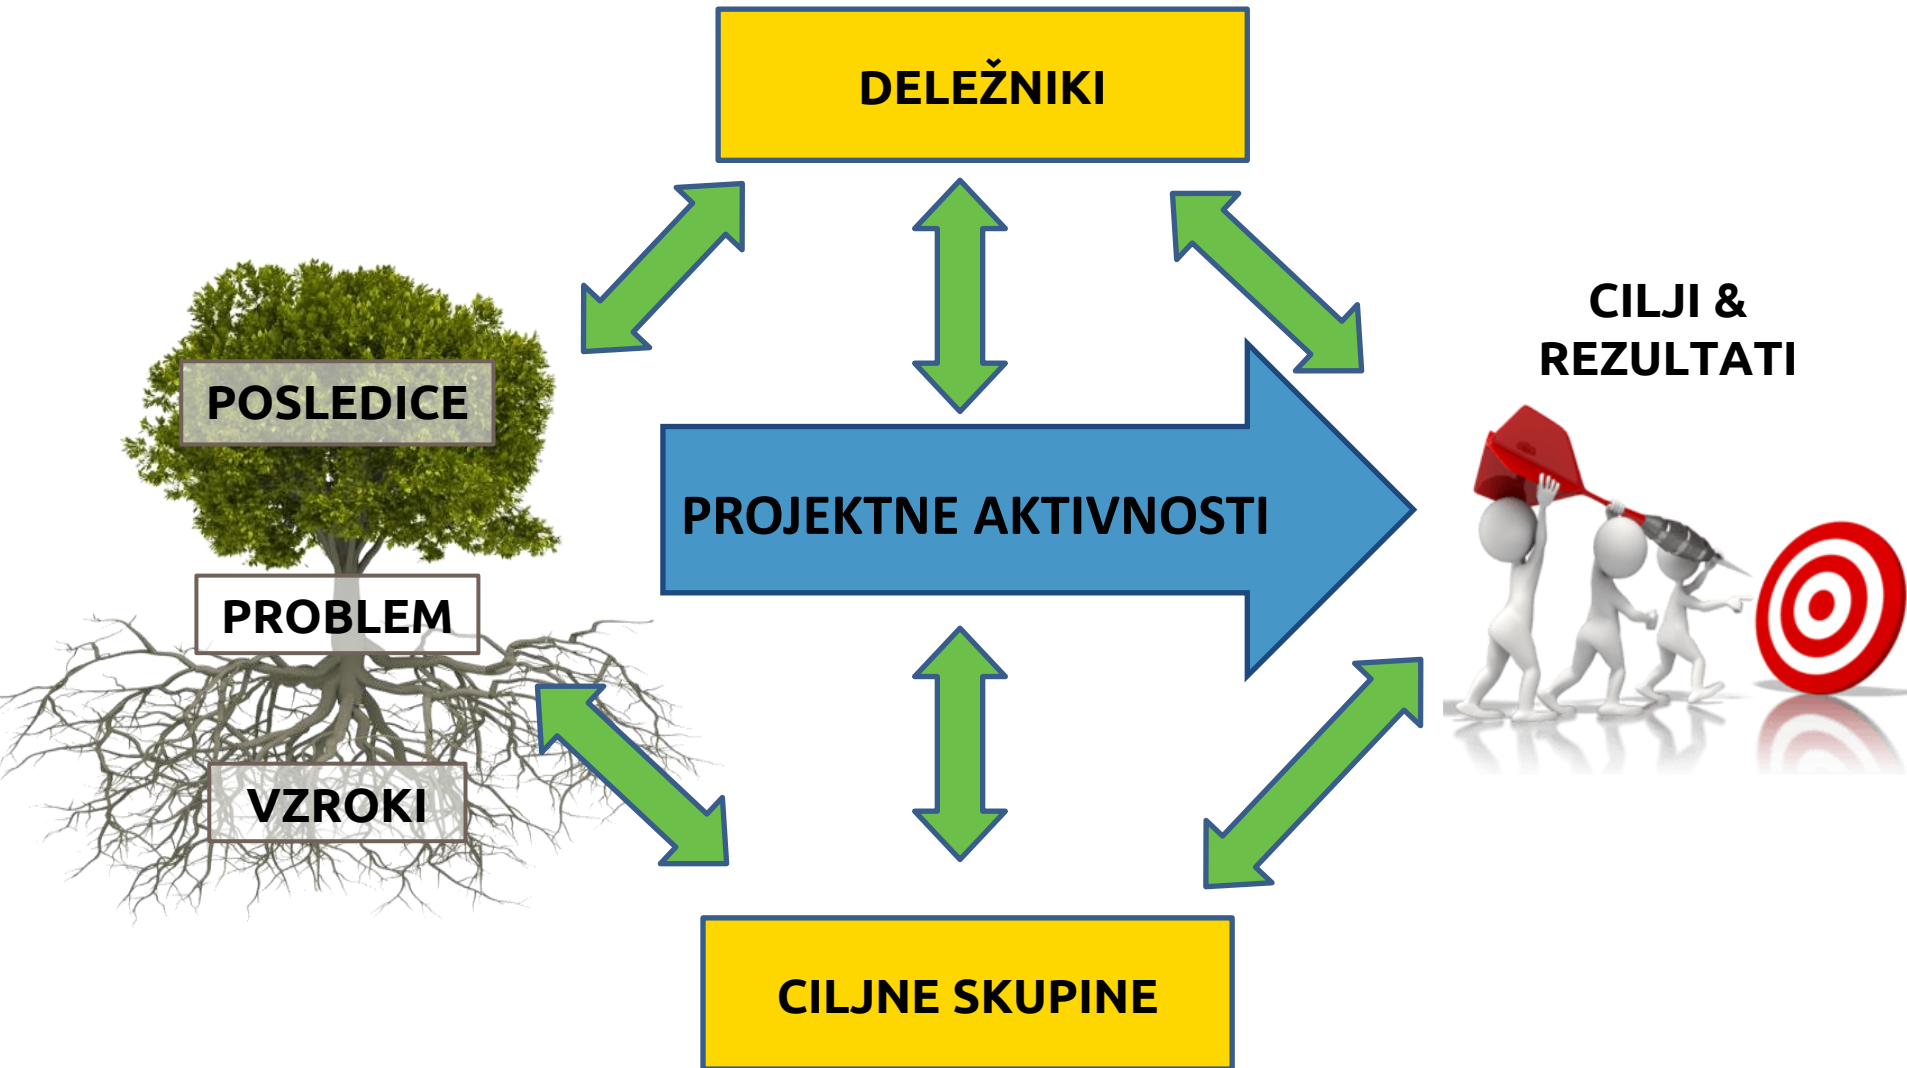 DELEŽNIKI
CILJI &
REZULTATI
POSLEDICE
PROJEKTNE AKTIVNOSTI
PROBLEM
VZROKI
CILJNE SKUPINE